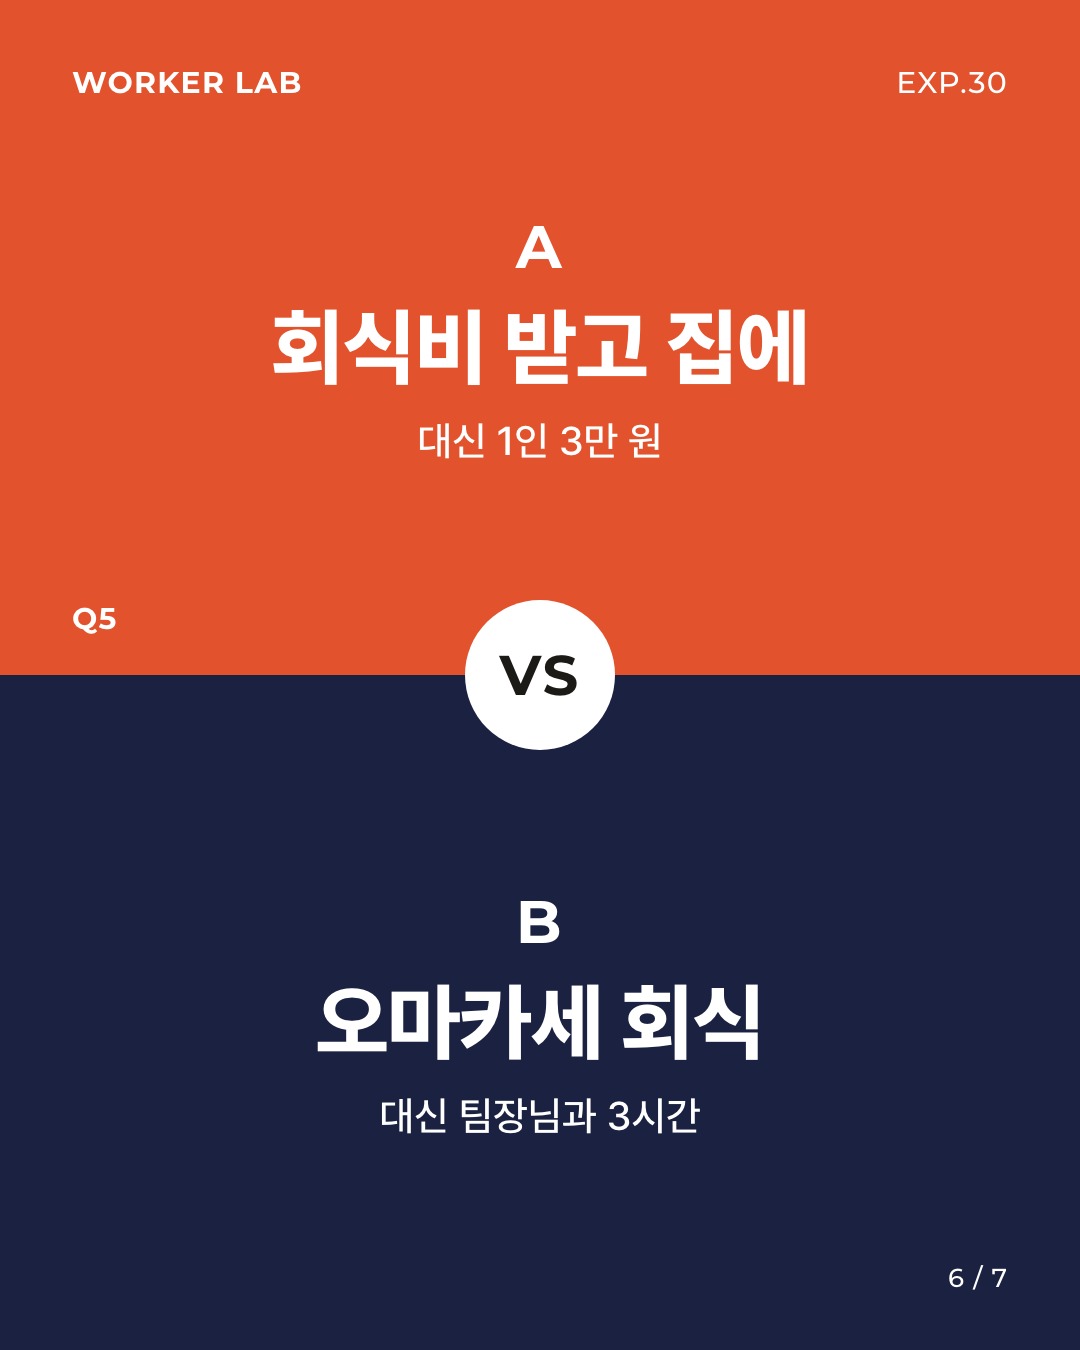 WORKER LAB
EXP.30
A
회식비 받고 집에
대신 1인 3만 원
Q5
VS
B
오마카세 회식
대신 팀장님과 3시간
6 / 7